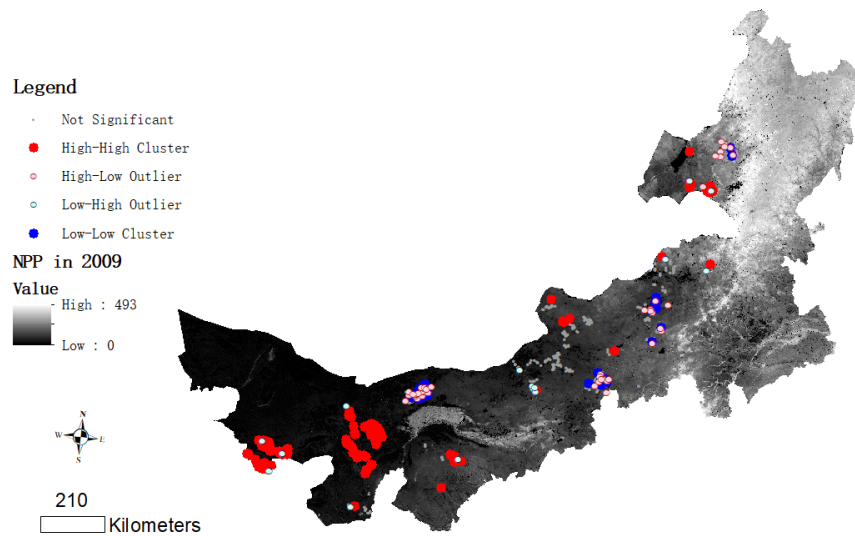 Legend
Not Significant
High-High Cluster
High-Low Outlier
Low-High Outlier
Low-Low Cluster
NPP in 2009
Value
High : 493
Low : 0
N
W
E
S
210
Kilometers